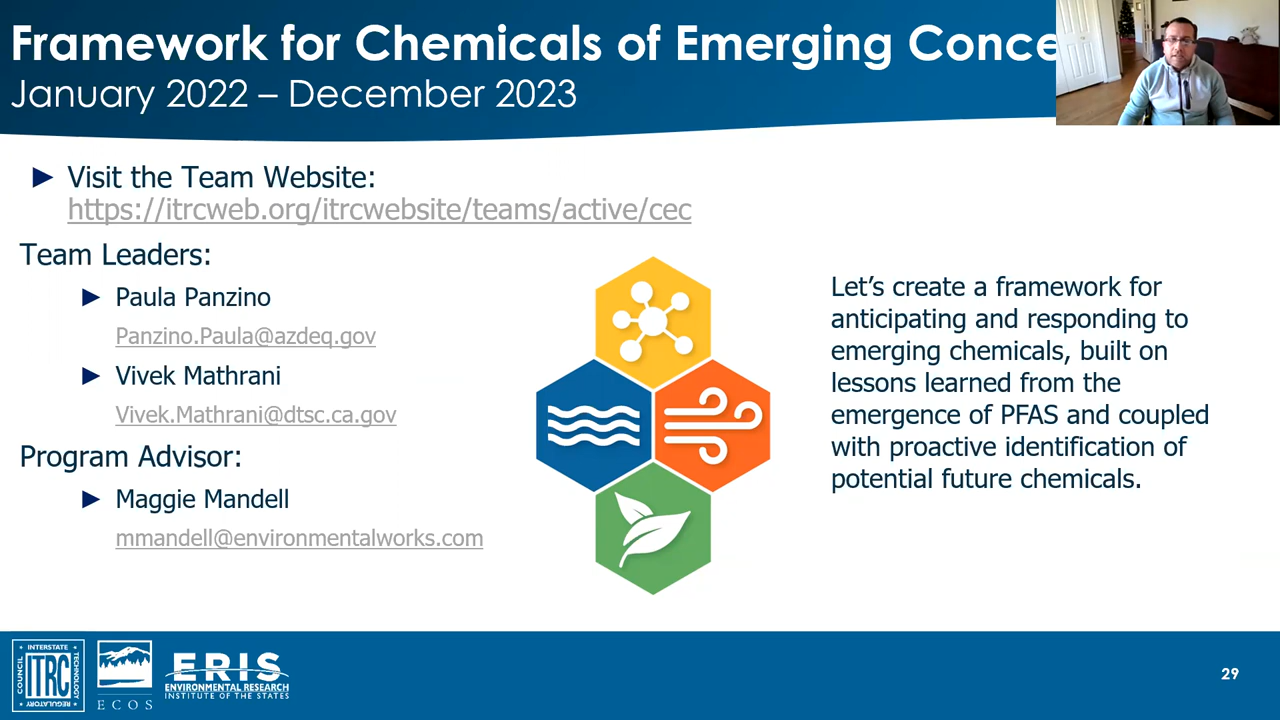 Framework for Chemicals of Emerging Conce
January 2022 – December 2023
► Visit the Team Website:
https://itrcweb.org/itrcwebsite/teams/active/cec
Team Leaders:
► Paula Panzino
Panzino.Paula@azdeq.gov
► Vivek Mathrani
Vivek.Mathrani@dtsc.ca.gov
Program Advisor:
► Maggie Mandell
mmandell@environmentalworks.com
Let's create a framework for
anticipating and responding to
emerging chemicals, built on
lessons learned from the
emergence of PFAS and coupled
with proactive identification of
potential future chemicals.
INTERSTATE
COUNCIL
ITRC
TECHNOLOGY
REGULATORY
ECOS
ERIS
ENVIRONMENTAL RESEARCH
INSTITUTE OF THE STATES
29